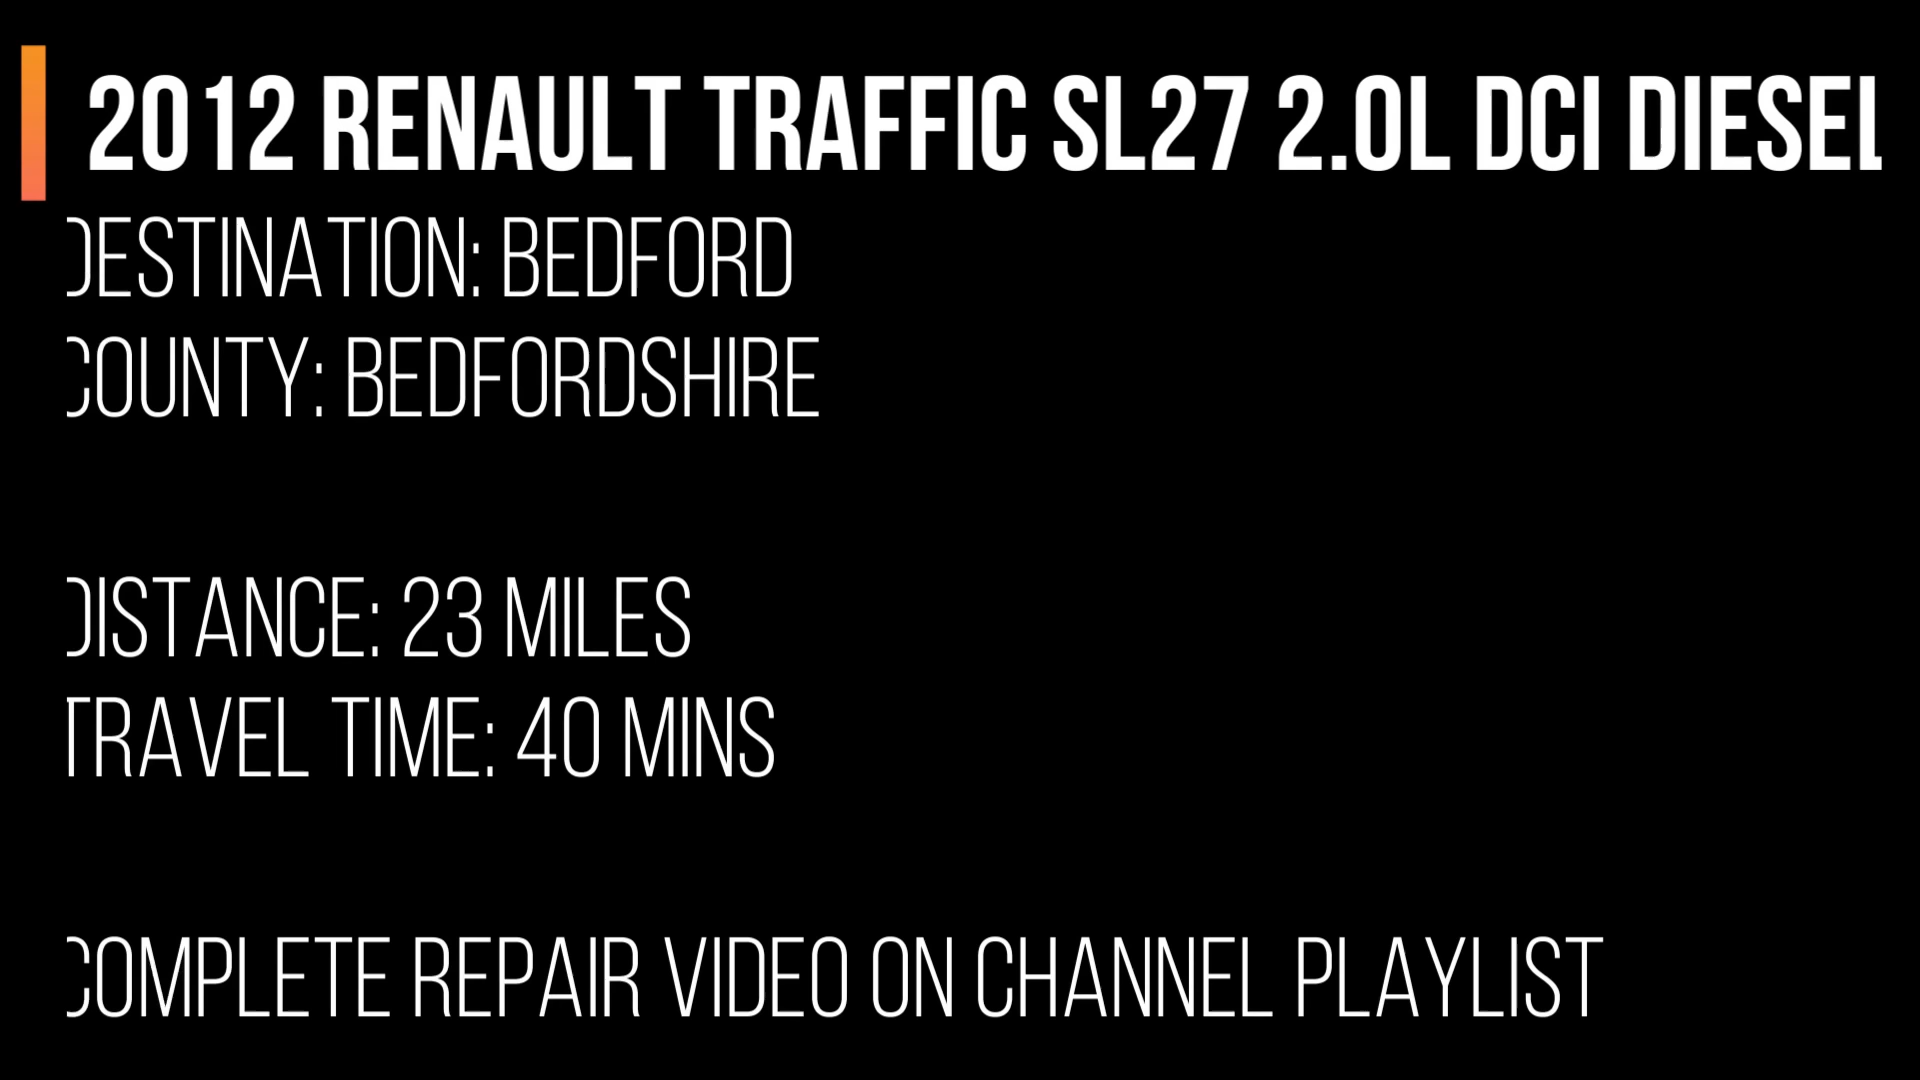 2012 RENAULT TRAFFIC SL27 2.0L DCI DIESEL
DESTINATION: BEDFORD
COUNTY: BEDFORDSHIRE
DISTANCE: 23 MILES
TRAVEL TIME: 40 MINS
COMPLETE REPAIR VIDEO ON CHANNEL PLAYLIST